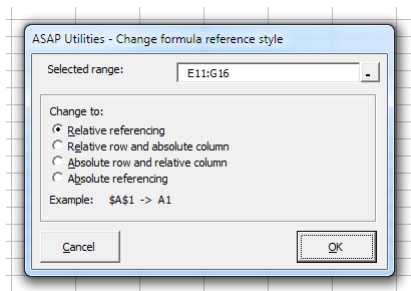 ASAP Utilities - Change formula reference style
Selected range: E11:G16 -
Change to:
Relative referencing
Relative row and absolute column
Absolute row and relative column
Absolute referencing
Example: $A$1 -> A1
Cancel OK